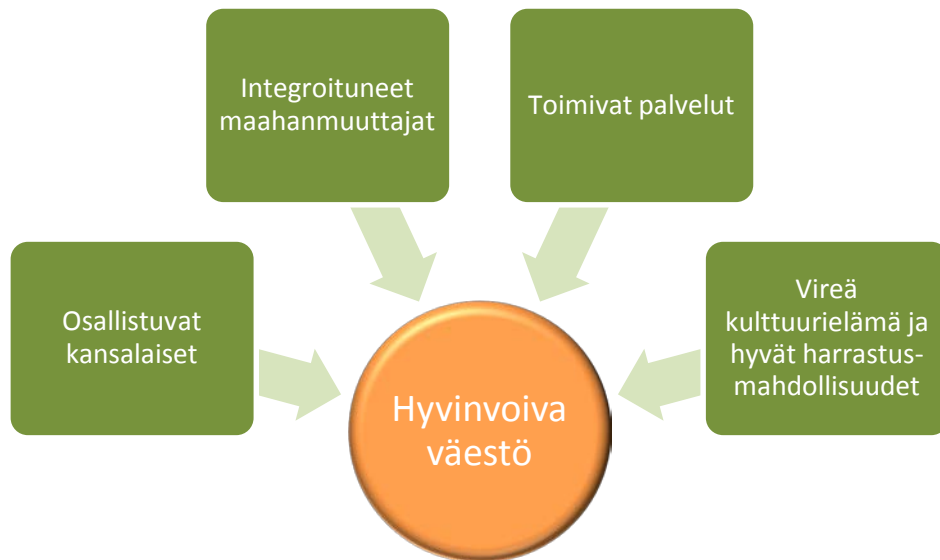 Integroituneet
maahanmuuttajat
Toimivat palvelut
Osallistuvat
kansalaiset
Vireä
kulttuurielämä ja
hyvät harrastus-
mahdollisuudet
Hyvinvoiva
väestö